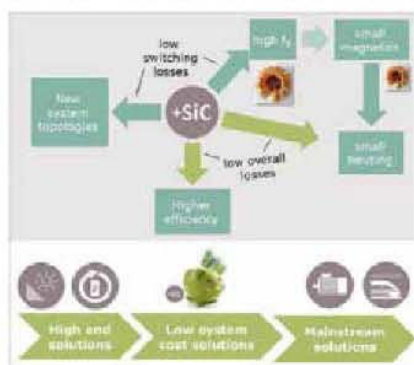 low
switching
losses
high fs
small
magnetics
New
system
topologies
+SiC
low overall
losses
small
heating
Higher
efficiency
High end
solutions
Low system
cost solutions
Mainstream
solutions